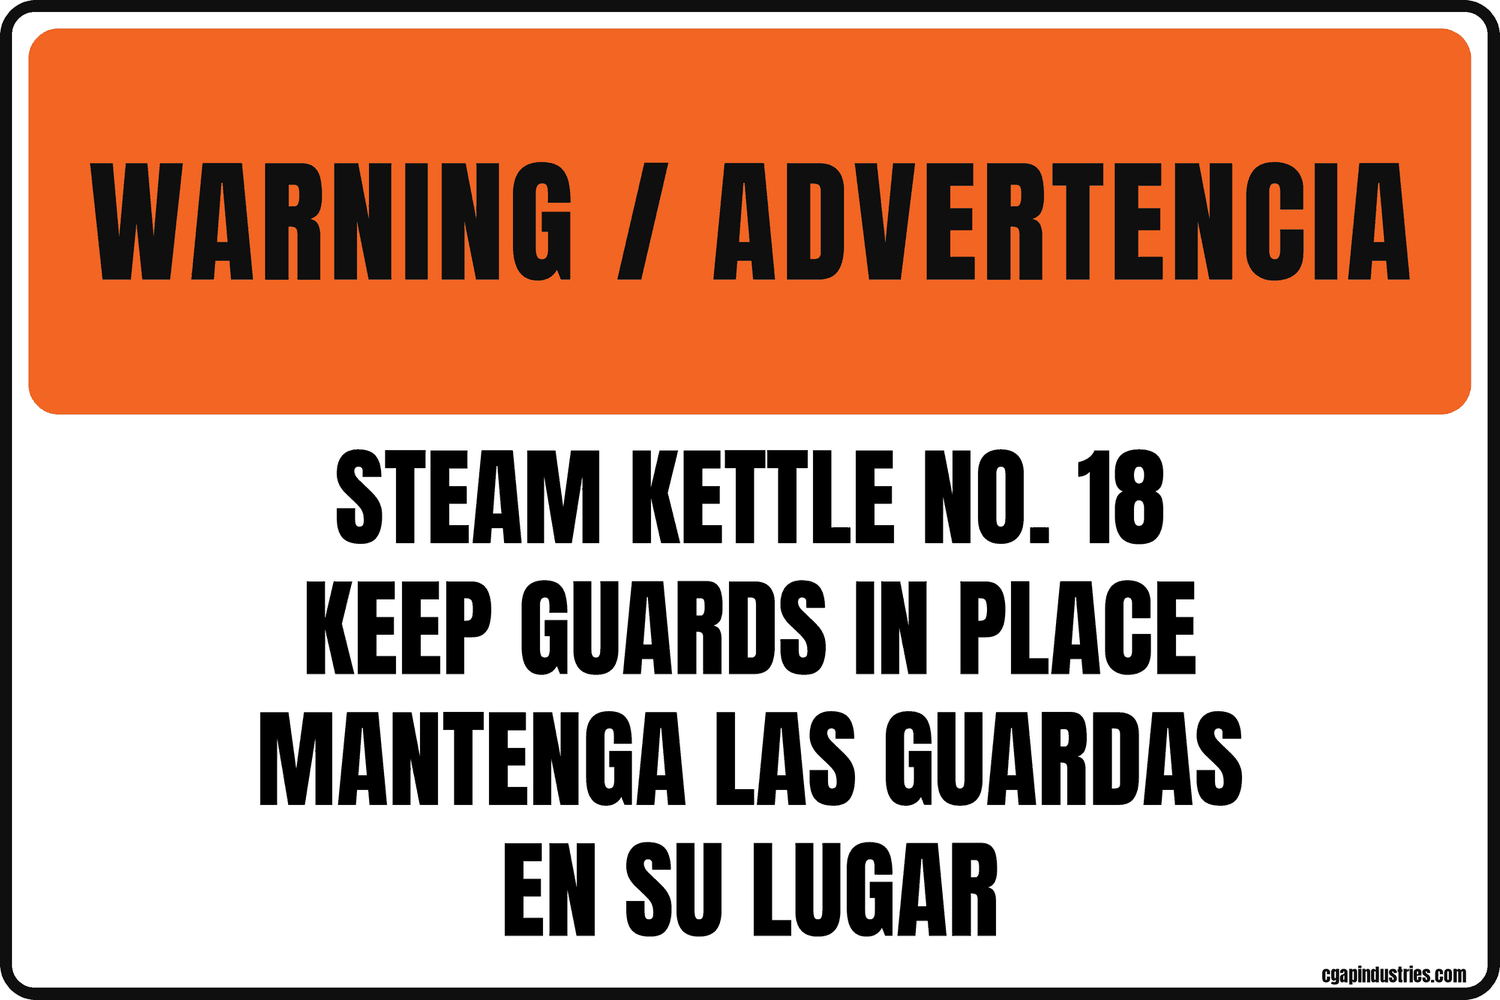 WARNING / ADVERTENCIA
STEAM KETTLE NO. 18
KEEP GUARDS IN PLACE
MANTENGA LAS GUARDAS
EN SU LUGAR
cgapindustries.com